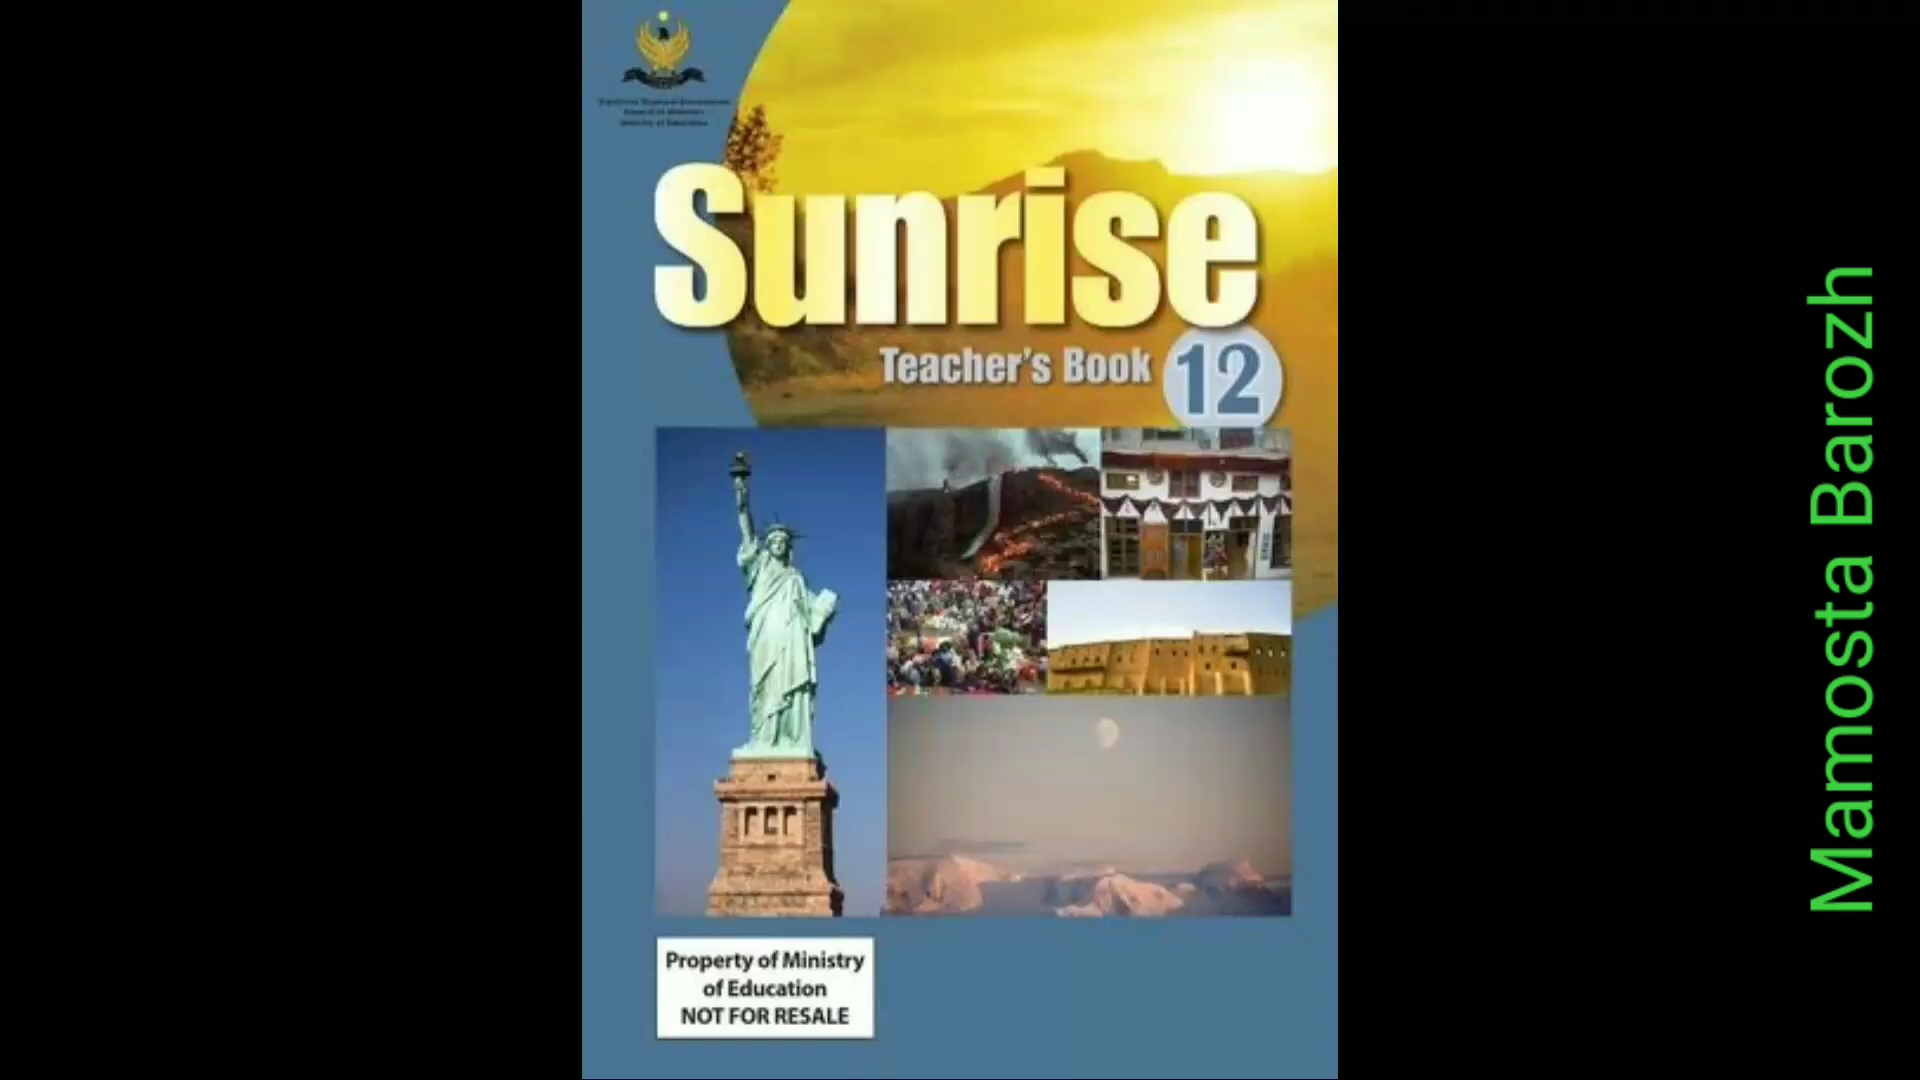 Sunrise
Teacher's Book 12
Property of Ministry
of Education
NOT FOR RESALE
Mamosta Barozh